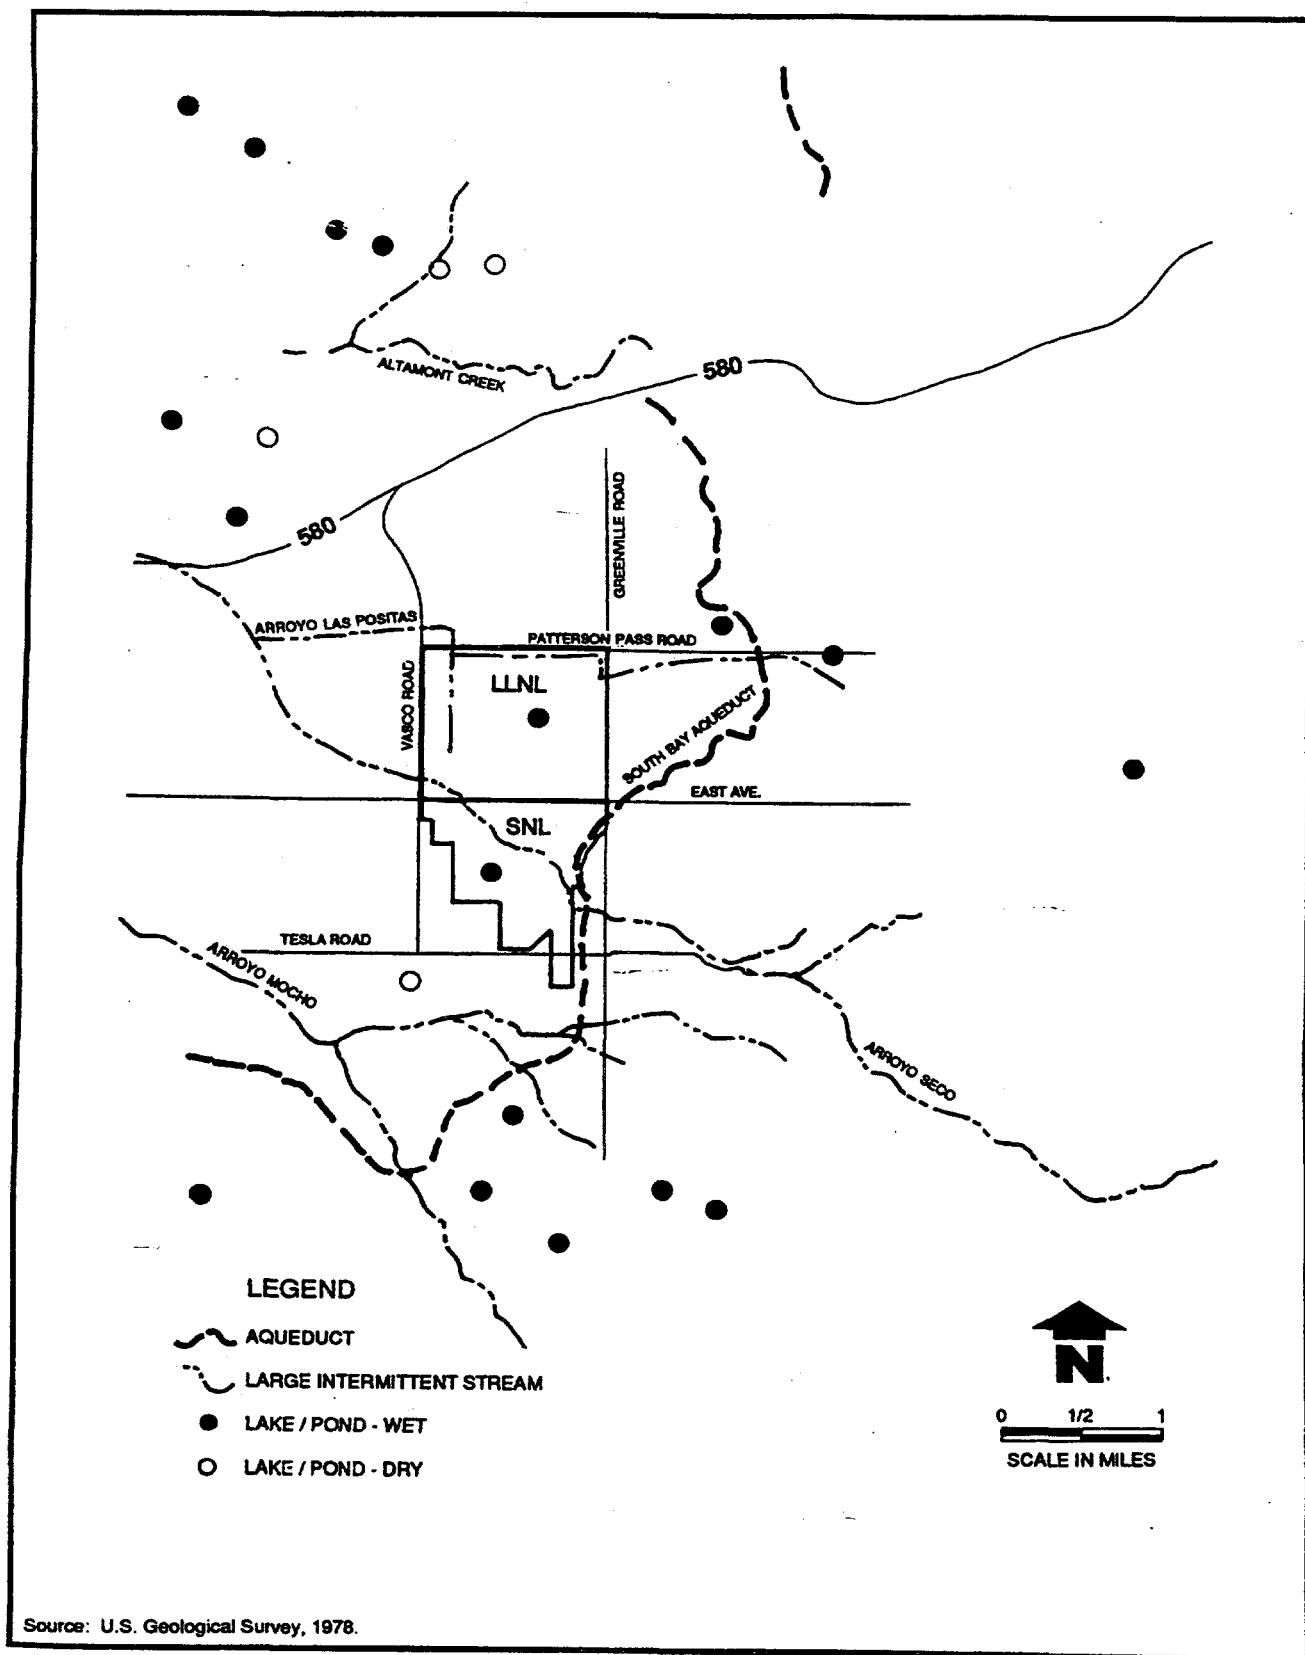 ALTAMONT CREEK
580
580
GREENVILLE ROAD
ARROYO LAS POSITAS
PATTERSON PASS ROAD
VASCO ROAD
LLNL
SOUTH BAY AQUEDUCT
EAST AVE.
SNL
TESLA ROAD
ARROYO MOCHO
ARROYO SECO
LEGEND
AQUEDUCT
LARGE INTERMITTENT STREAM
LAKE / POND - WET
LAKE / POND - DRY
N
0 1/2 1
SCALE IN MILES
Source: U.S. Geological Survey, 1978.